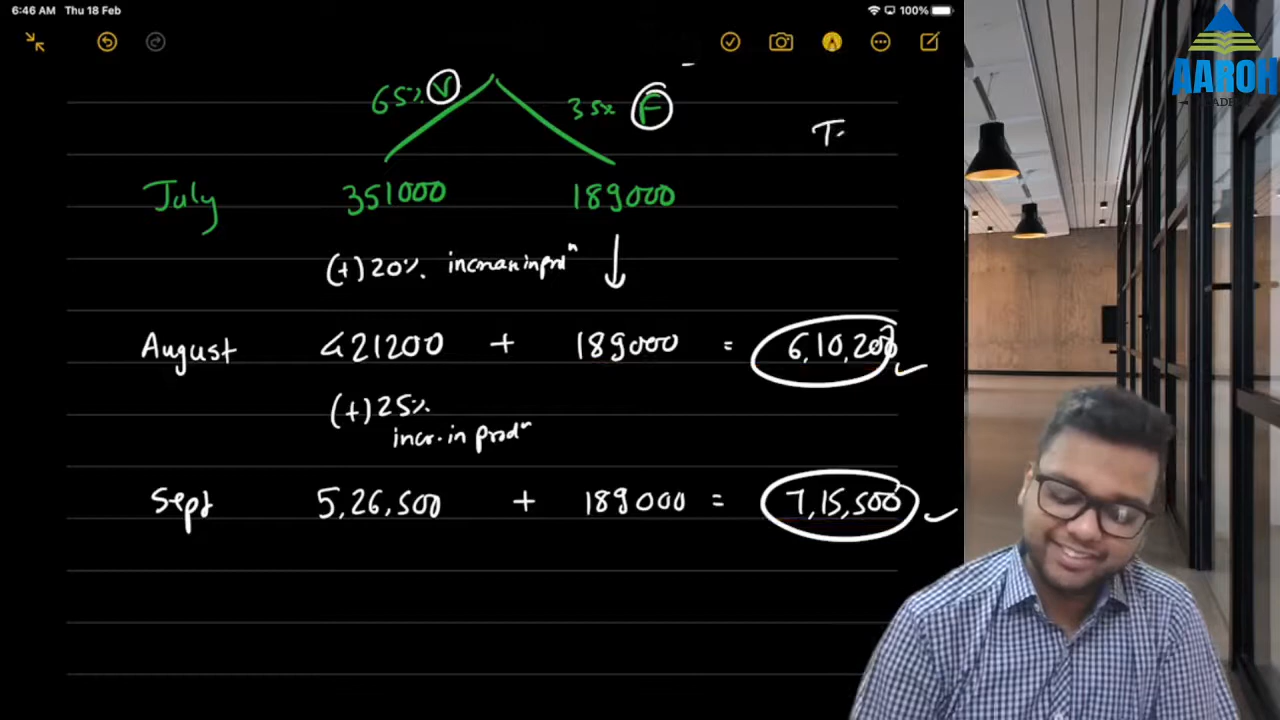 6:46 AM Thu 18 Feb
100%
AAROH
65% V
35% F
T.
July 351000 189000
(+) 20% increase in prodⁿ
August 421200 + 189000 = 6,10,200
(+) 25%
incr. in prodⁿ
Sept 5,26,500 + 189000 = 7,15,500